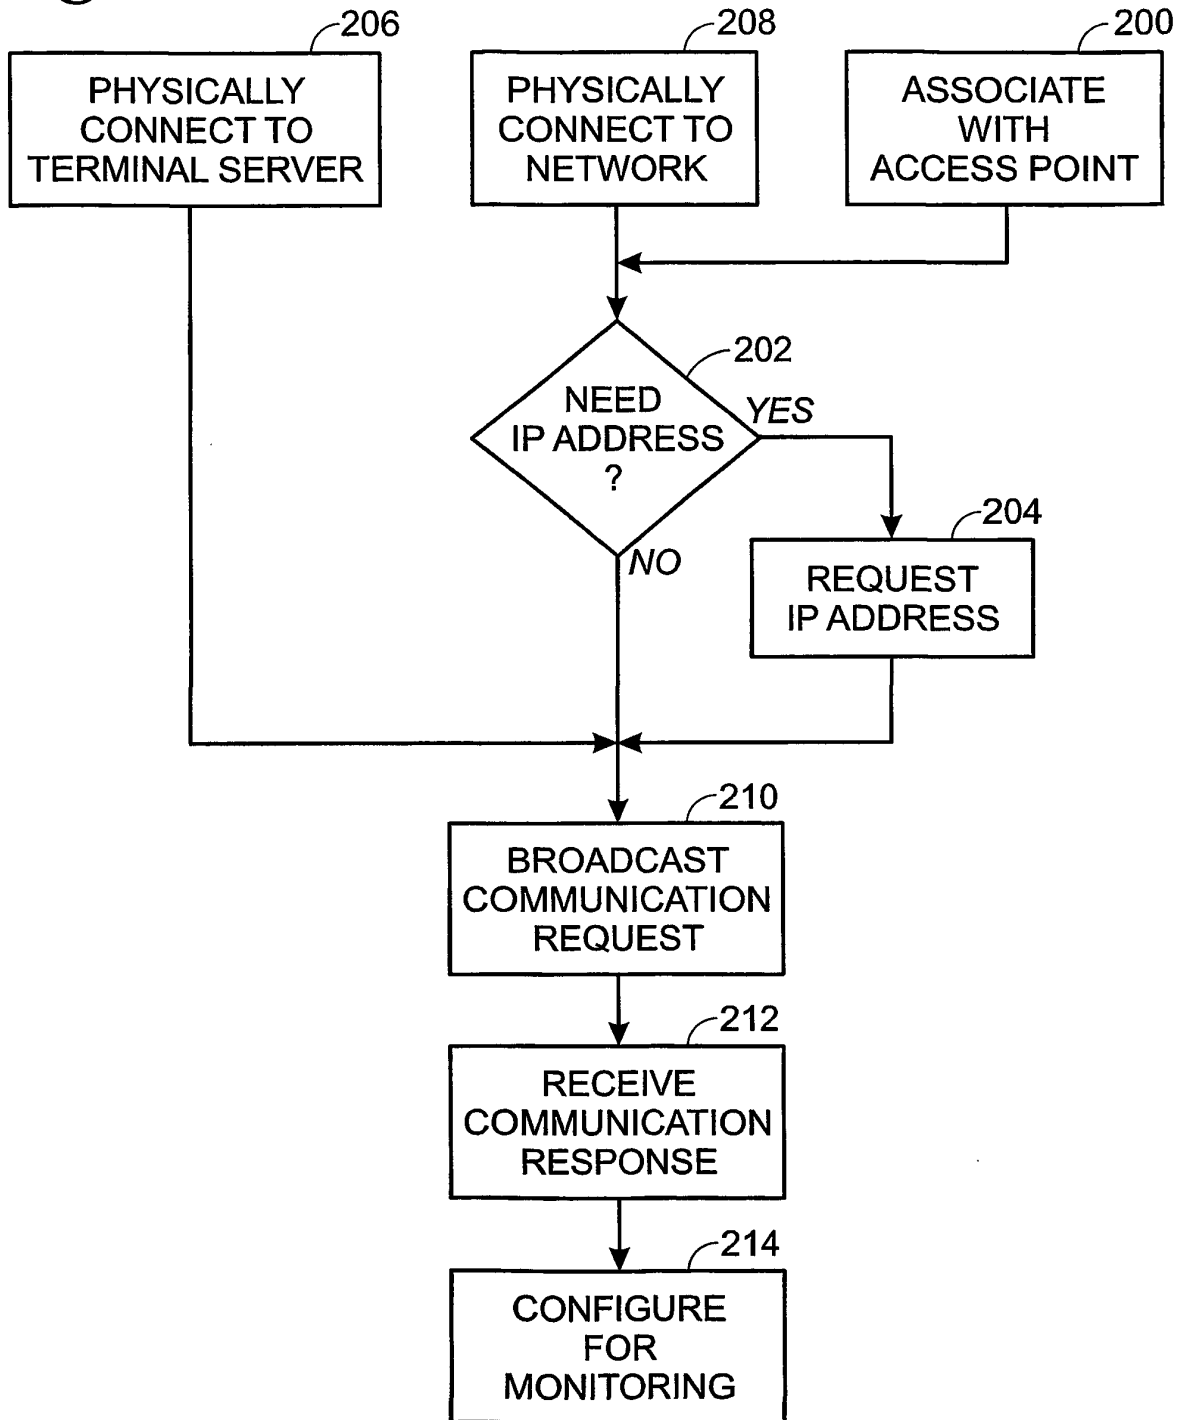 206
208
200
PHYSICALLY
CONNECT TO
TERMINAL SERVER
PHYSICALLY
CONNECT TO
NETWORK
ASSOCIATE
WITH
ACCESS POINT
202
NEED
IP ADDRESS
?
YES
NO
204
REQUEST
IP ADDRESS
210
BROADCAST
COMMUNICATION
REQUEST
212
RECEIVE
COMMUNICATION
RESPONSE
214
CONFIGURE
FOR
MONITORING